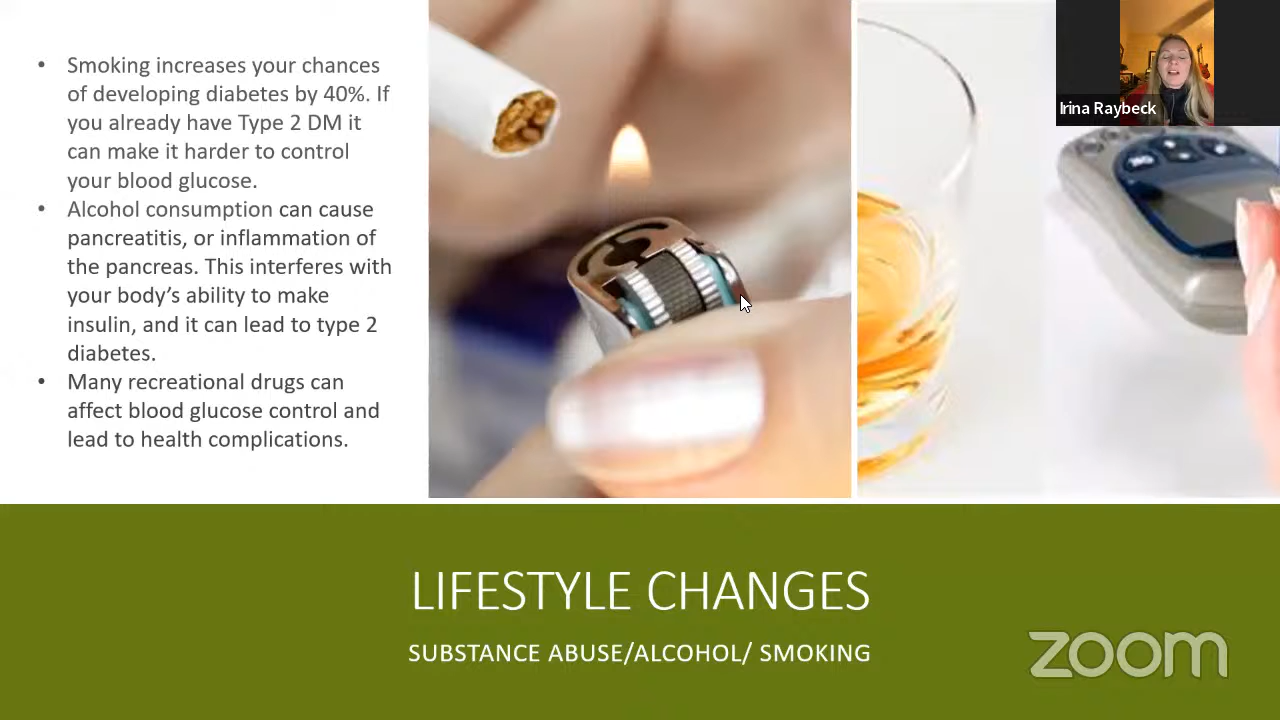 • Smoking increases your chances
of developing diabetes by 40%. If
you already have Type 2 DM it
can make it harder to control
your blood glucose.
• Alcohol consumption can cause
pancreatitis, or inflammation of
the pancreas. This interferes with
your body’s ability to make
insulin, and it can lead to type 2
diabetes.
• Many recreational drugs can
affect blood glucose control and
lead to health complications.
Irina Raybeck
LIFESTYLE CHANGES
SUBSTANCE ABUSE/ALCOHOL/ SMOKING
zoom